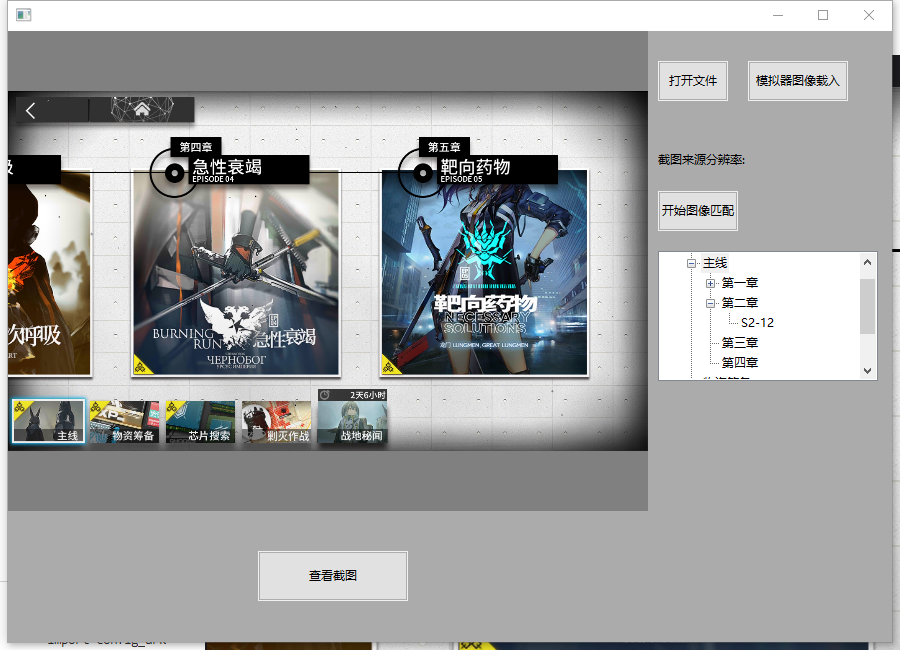 打开文件
模拟器图像载入
第四章
急性衰竭
EPISODE 04
第五章
靶向药物
EPISODE 05
截图来源分辨率:
开始图像匹配
次呼吸
BURNING
RUN
急性衰竭
ЧЕРНОБОГ
靶向药物
NECESSARY
SOLUTIONS
龙门 LUNGMEN, GREAT LUNGMEN
主线
第一章
第二章
S2-12
第三章
第四章
主线
物资筹备
芯片搜索
剿灭作战
2天6小时
战地秘闻
查看截图